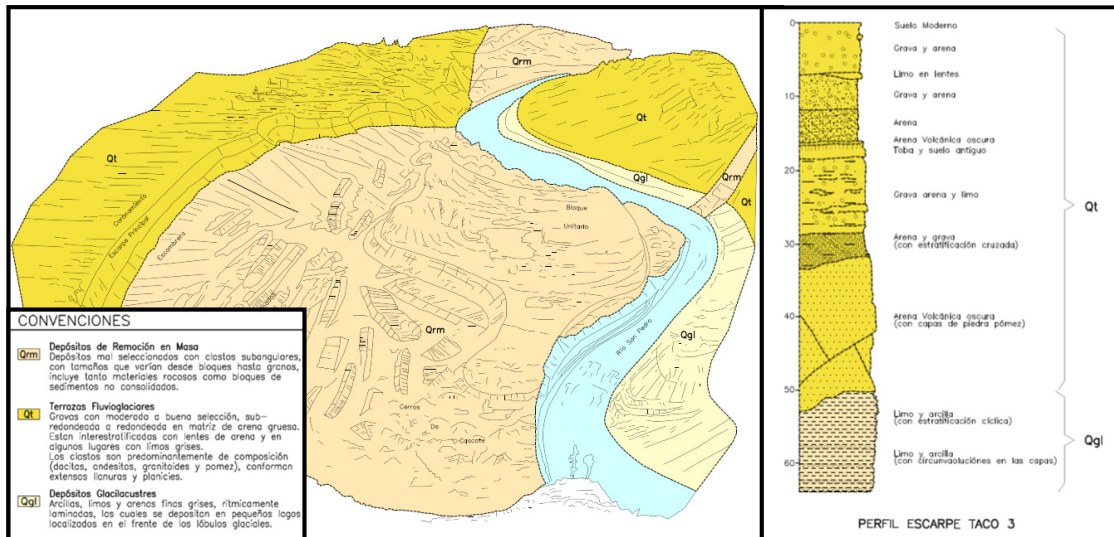 Qrm
Qt
Qt
Qgl
Qrm
Qt
Coronamiento
Escarpe Principal
Escombrera
Bloque
Unitario
Qrm
Río San Pedro
Qgl
Cerros
De
Cascote
CONVENCIONES
Qrm
Depósitos de Remoción en Masa
Depósitos mal seleccionados con clastos subangulares,
con tamaños que varían desde bloques hasta granos,
incluye tanto materiales rocosos como bloques de
sedimentos no consolidados.
Qt
Terrazas Fluvioglaciares
Gravas con moderada a buena selección, sub-
redondeada a redondeada en matriz de arena gruesa.
Estan interestratificadas con lentes de arena y en
algunos lugares con limos grises.
Los clastos son predominantemente de composición
(dacitas, andesitas, granitoides y pomez), conforman
extensas llanuras y planicies.
Qgl
Depósitos Glacilacustres
Arcillas, limos y arenas finas grises, rítmicamente
laminadas, las cuales se depositan en pequeños lagos
localizados en el frente de los lóbulos glaciales.
0
10
20
30
40
50
60
Suelo Moderno
Grava y arena
Limo en lentes
Grava y arena
Arena
Arena Volcánica oscura
Toba y suelo antiguo
Grava arena y limo
Arena y grava
(con estratificación cruzada)
Arena Volcánica oscura
(con capas de piedra pómez)
Limo y arcilla
(con estratificación cíclica)
Limo y arcilla
(con circunvaoluciónes en las capas)
Qt
Qgl
PERFIL ESCARPE TACO 3